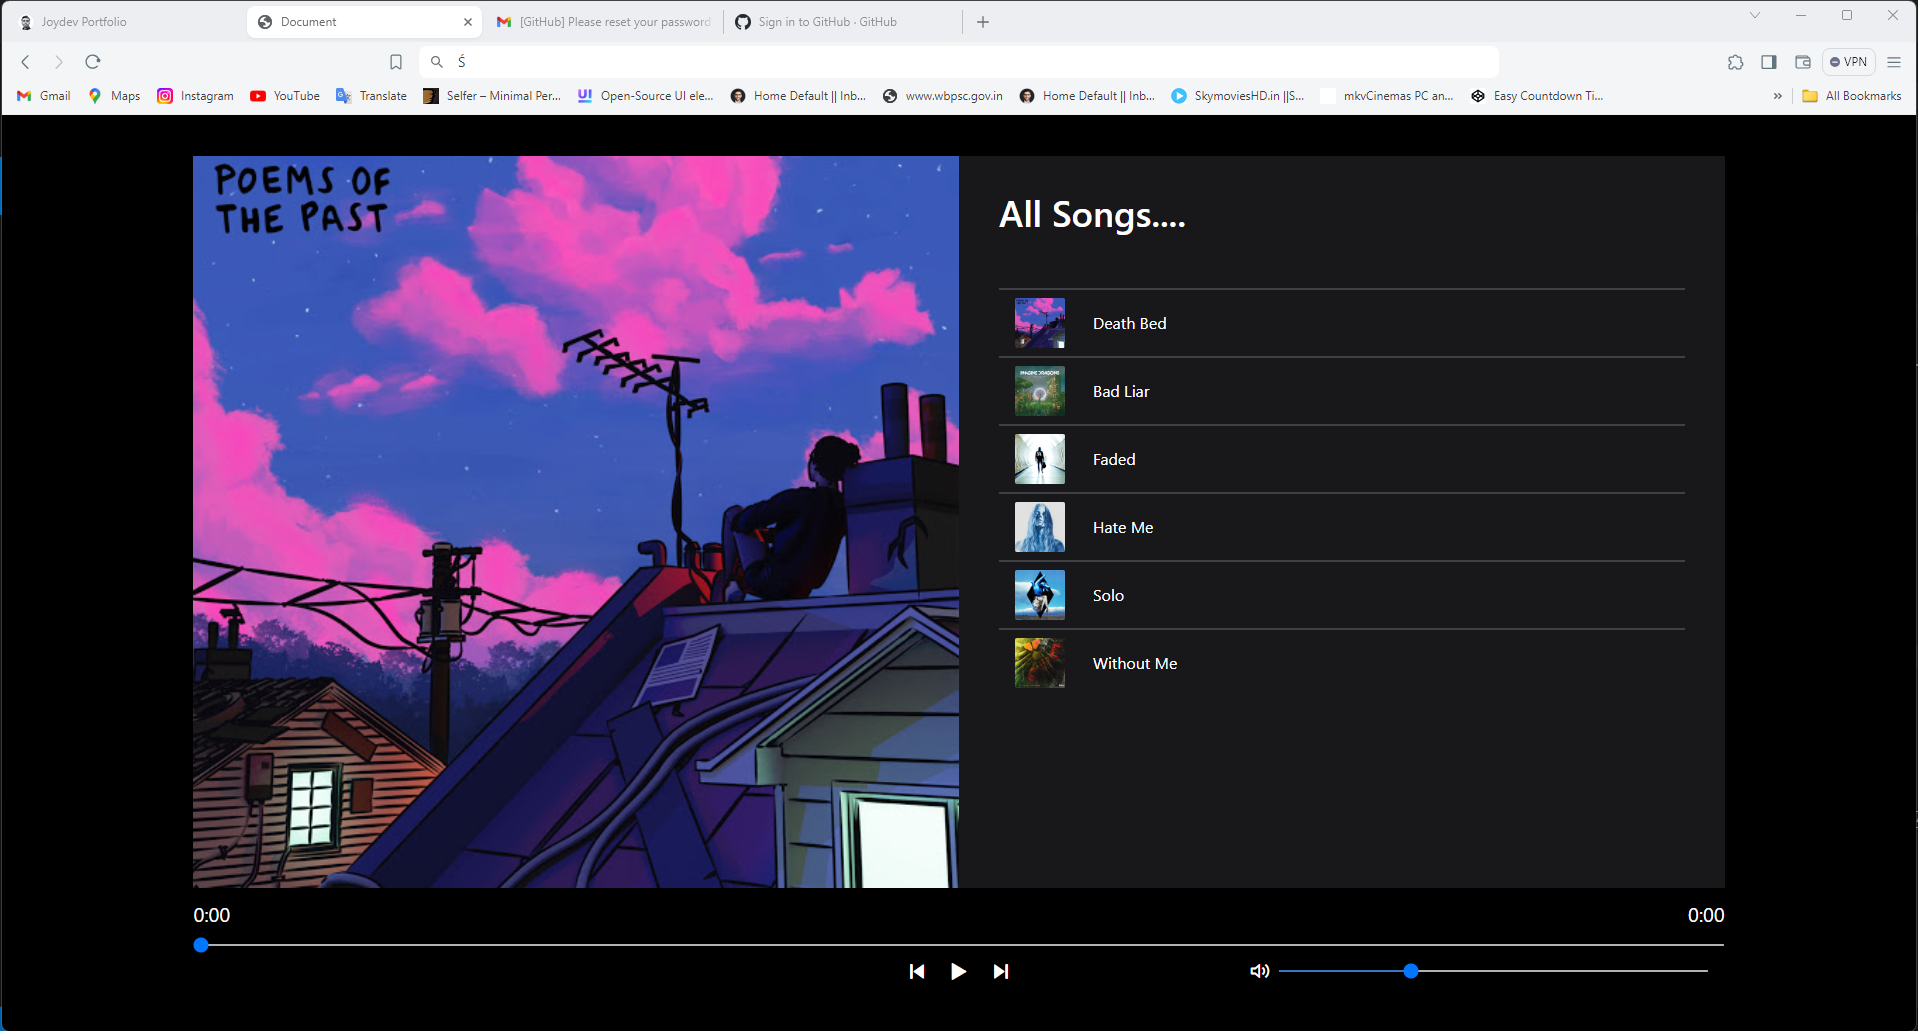 Joydev Portfolio
Document
[GitHub] Please reset your password
Sign in to GitHub · GitHub
Ś
VPN
Gmail
Maps
Instagram
YouTube
Translate
Selfer – Minimal Per...
Open-Source UI ele...
Home Default || Inb...
www.wbpsc.gov.in
Home Default || Inb...
SkymoviesHD.in ||S...
mkvCinemas PC an...
Easy Countdown Ti...
»
All Bookmarks
POEMS OF
THE PAST
All Songs....
Death Bed
IMAGINE DRAGONS
Bad Liar
Faded
Hate Me
Solo
Without Me
0:00
0:00